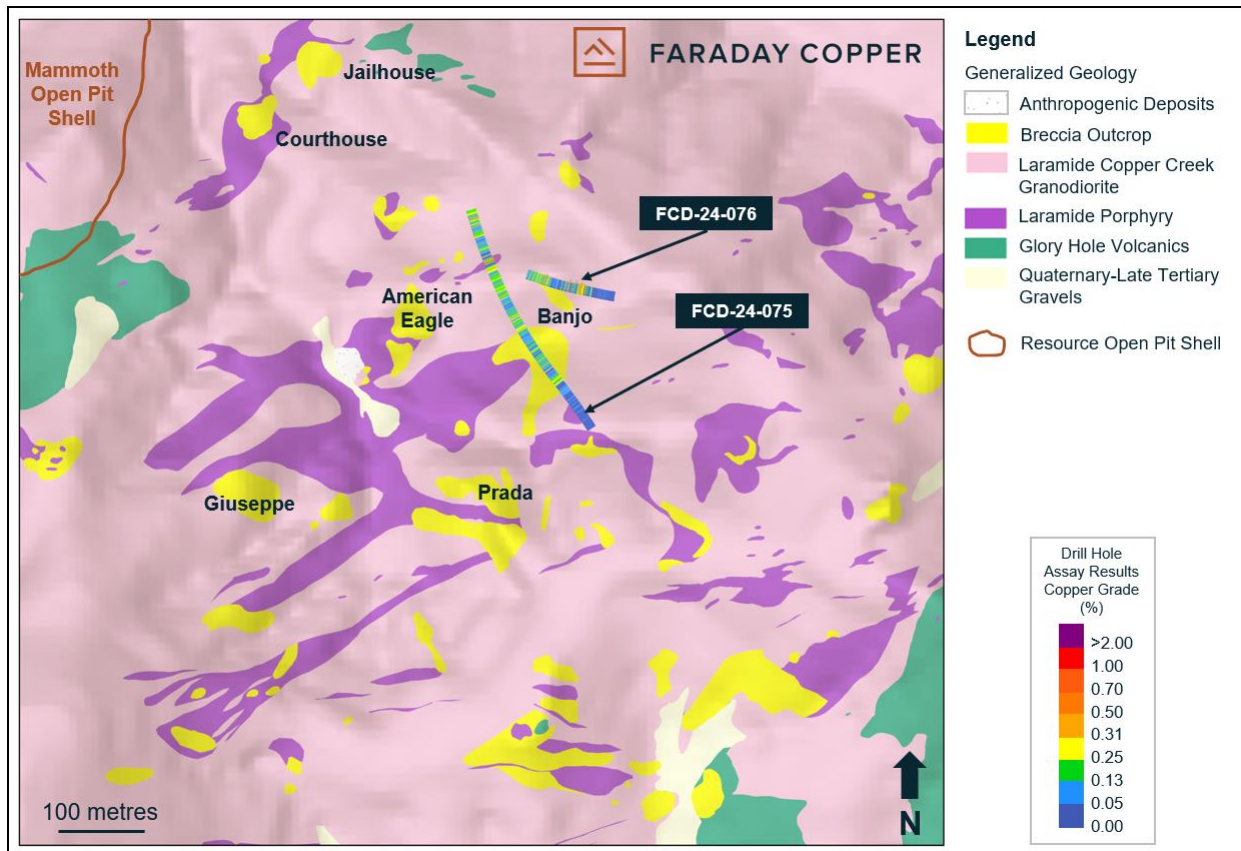 FARADAY COPPER
Mammoth
Open Pit
Shell
Jailhouse
Courthouse
FCD-24-076
American
Eagle
Banjo
FCD-24-075
Giuseppe
Prada
100 metres
N
Legend
Generalized Geology
Anthropogenic Deposits
Breccia Outcrop
Laramide Copper Creek
Granodiorite
Laramide Porphyry
Glory Hole Volcanics
Quaternary-Late Tertiary
Gravels
Resource Open Pit Shell
Drill Hole
Assay Results
Copper Grade
(%)
>2.00
1.00
0.70
0.50
0.31
0.25
0.13
0.05
0.00